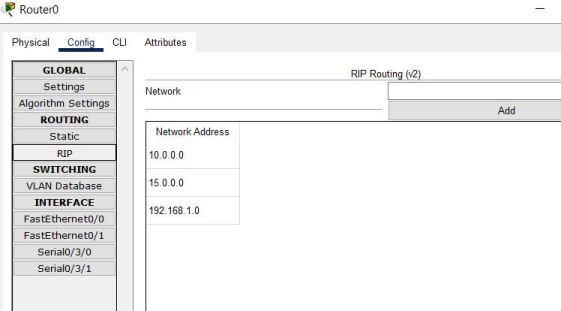 Router0
Physical Config CLI Attributes
GLOBAL
Settings
Algorithm Settings
ROUTING
Static
RIP
SWITCHING
VLAN Database
INTERFACE
FastEthernet0/0
FastEthernet0/1
Serial0/3/0
Serial0/3/1
RIP Routing (v2)
Network
Add
Network Address
10.0.0.0
15.0.0.0
192.168.1.0